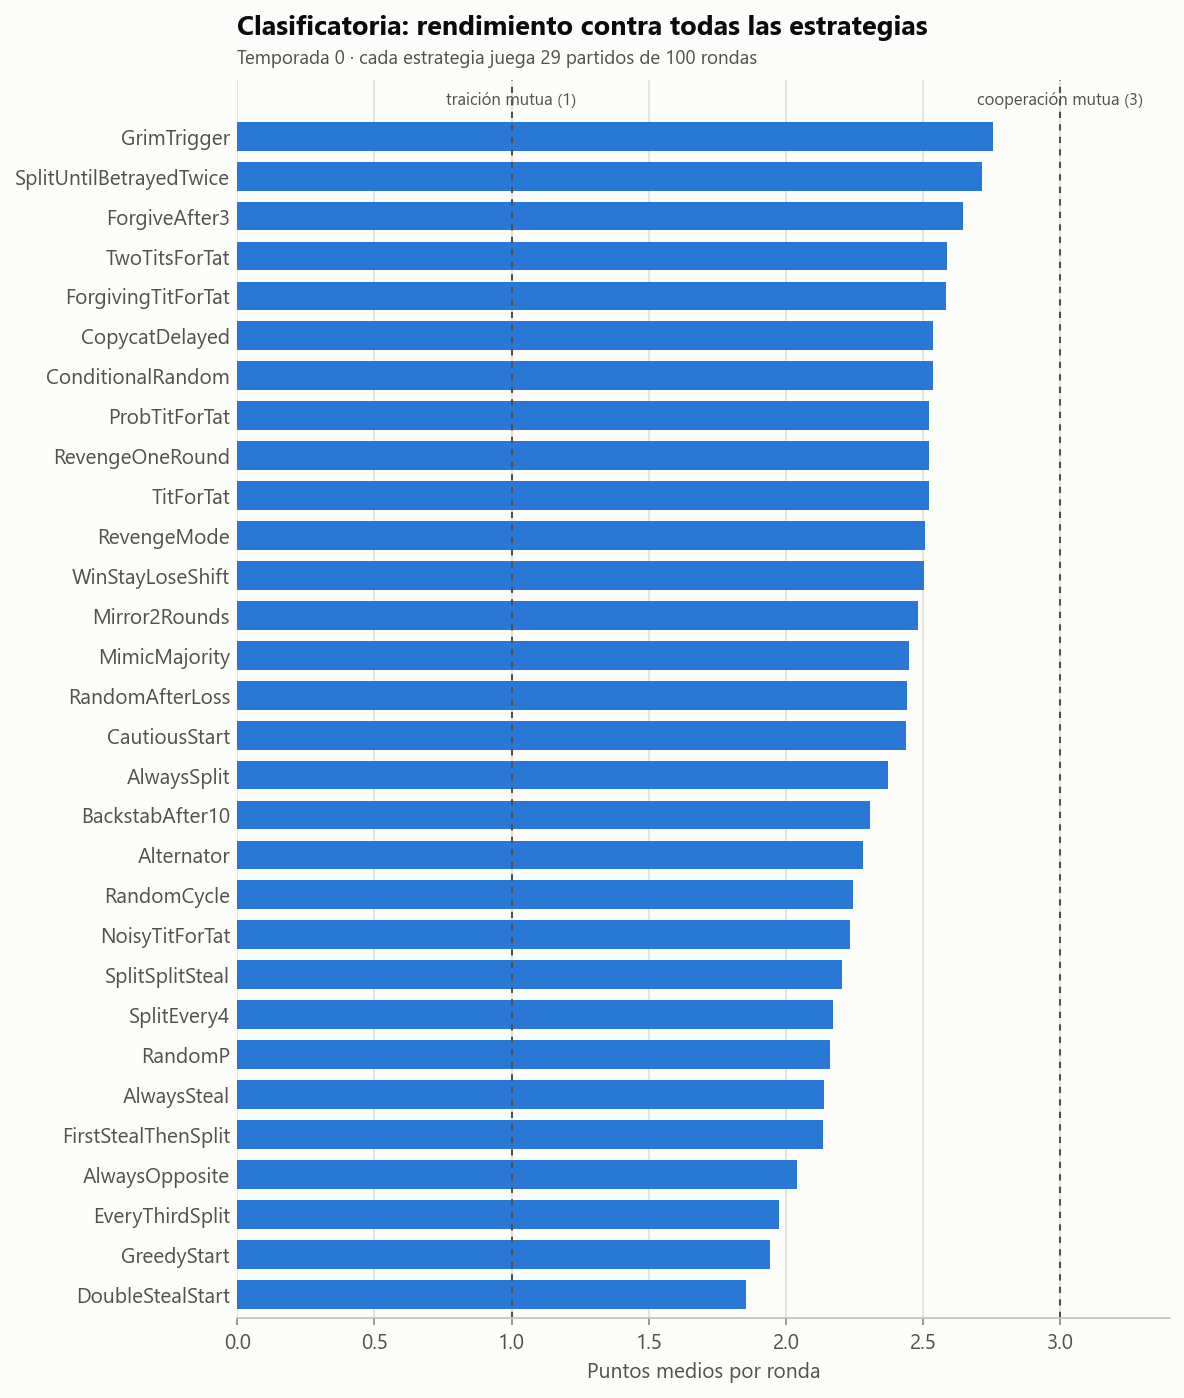 Clasificatoria: rendimiento contra todas las estrategias
Temporada 0 · cada estrategia juega 29 partidos de 100 rondas
traición mutua (1)
cooperación mutua (3)
GrimTrigger
SplitUntilBetrayedTwice
ForgiveAfter3
TwoTitsForTat
ForgivingTitForTat
CopycatDelayed
ConditionalRandom
ProbTitForTat
RevengeOneRound
TitForTat
RevengeMode
WinStayLoseShift
Mirror2Rounds
MimicMajority
RandomAfterLoss
CautiousStart
AlwaysSplit
BackstabAfter10
Alternator
RandomCycle
NoisyTitForTat
SplitSplitSteal
SplitEvery4
RandomP
AlwaysSteal
FirstStealThenSplit
AlwaysOpposite
EveryThirdSplit
GreedyStart
DoubleStealStart
0.0 0.5 1.0 1.5 2.0 2.5 3.0
Puntos medios por ronda